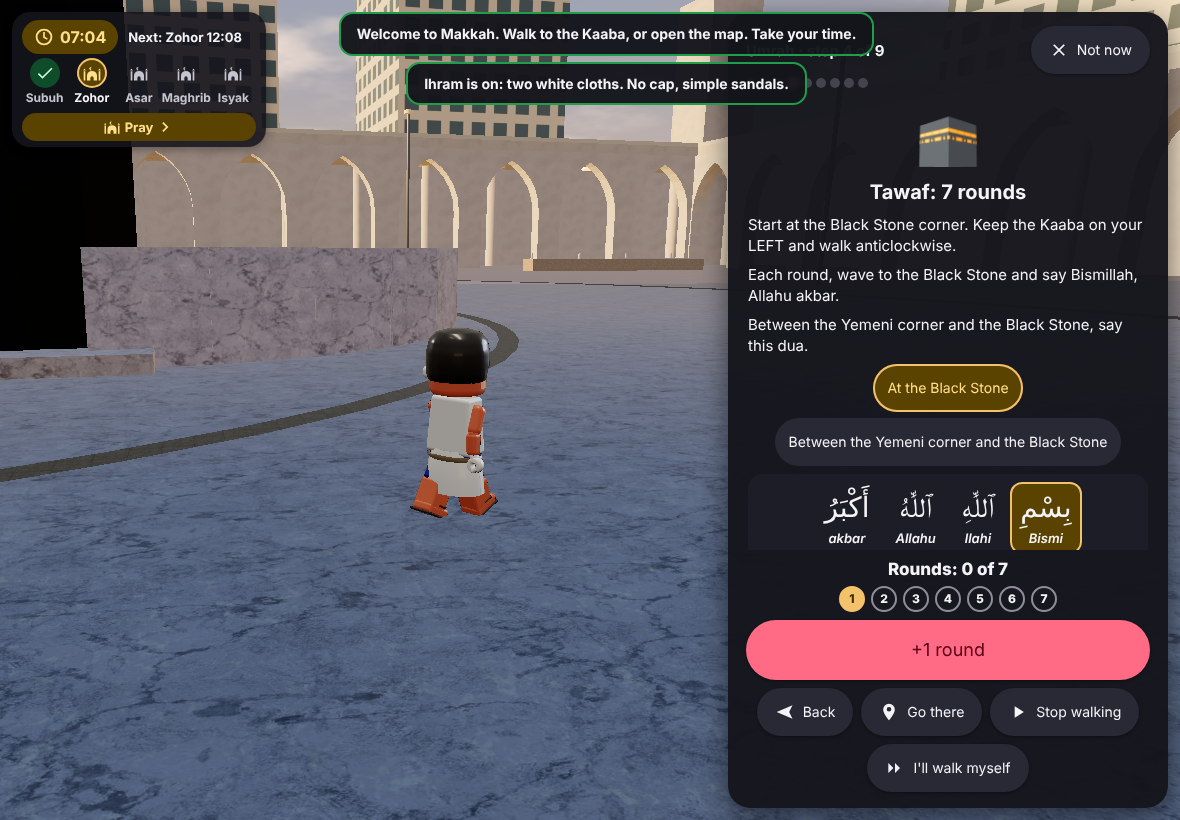 07:04
Next: Zohor 12:08
Subuh
Zohor
Asar
Maghrib
Isyak
Pray
Welcome to Makkah. Walk to the Kaaba, or open the map. Take your time.
Ihram is on: two white cloths. No cap, simple sandals.
9
Not now
Tawaf: 7 rounds
Start at the Black Stone corner. Keep the Kaaba on your
LEFT and walk anticlockwise.
Each round, wave to the Black Stone and say Bismillah,
Allahu akbar.
Between the Yemeni corner and the Black Stone, say
this dua.
At the Black Stone
Between the Yemeni corner and the Black Stone
بِسْمِ ٱللَّهِ ٱللَّهُ أَكْبَرُ
akbar Allahu llahi Bismi
Rounds: 0 of 7
1 2 3 4 5 6 7
+1 round
Back
Go there
Stop walking
I'll walk myself